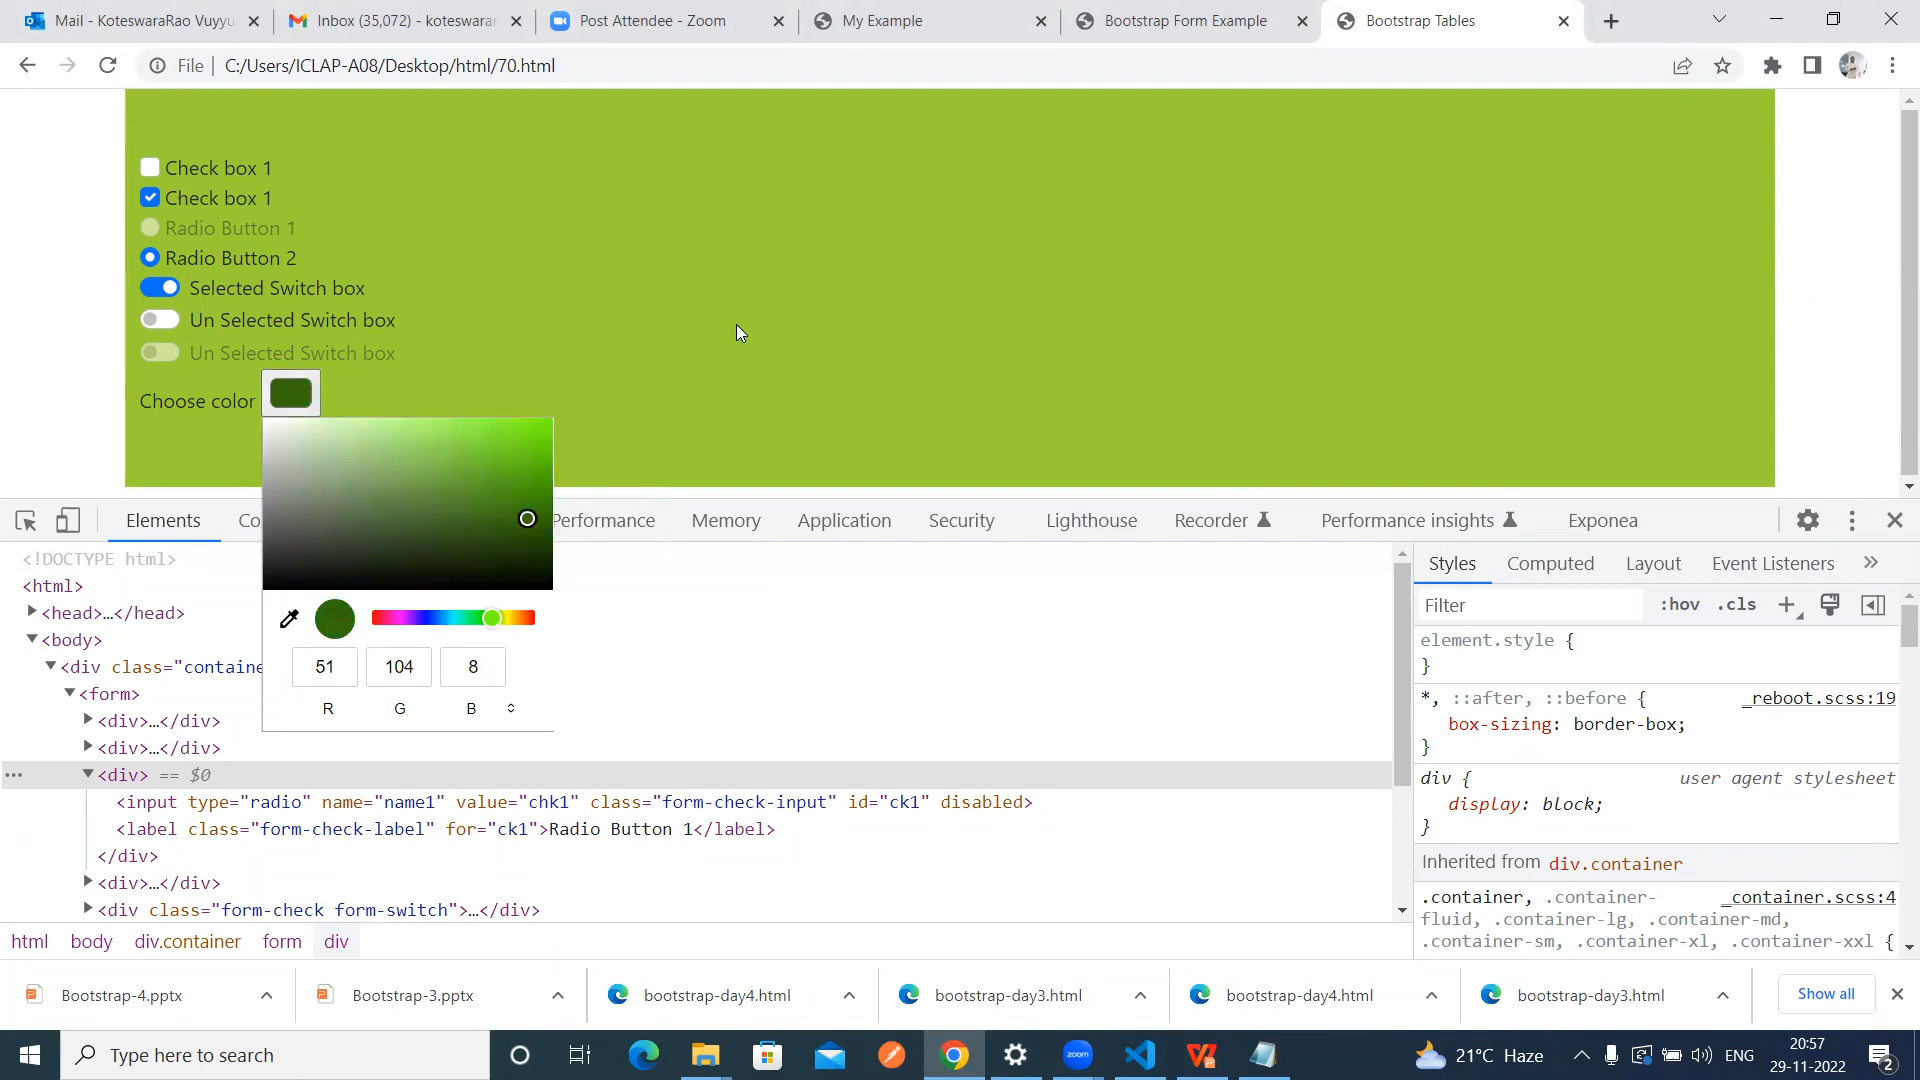 Mail - KoteswaraRao Vuyyu
Inbox (35,072) - koteswararar
Post Attendee - Zoom
My Example
Bootstrap Form Example
Bootstrap Tables
File | C:/Users/ICLAP-A08/Desktop/html/70.html
Check box 1
Check box 1
Radio Button 1
Radio Button 2
Selected Switch box
Un Selected Switch box
Un Selected Switch box
Choose color
Elements
Co
Performance
Memory
Application
Security
Lighthouse
Recorder
Performance insights
Exponea
<!DOCTYPE html>
<html>
<head>…</head>
<body>
<div class="containe
<form>
<div>…</div>
<div>…</div>
<div> == $0
<input type="radio" name="name1" value="chk1" class="form-check-input" id="ck1" disabled>
<label class="form-check-label" for="ck1">Radio Button 1</label>
</div>
<div>…</div>
<div class="form-check form-switch">…</div>
51 104 8
R G B
html body div.container form div
Styles Computed Layout Event Listeners
Filter :hov .cls
element.style {
}
*, ::after, ::before { _reboot.scss:19
box-sizing: border-box;
}
div { user agent stylesheet
display: block;
}
Inherited from div.container
.container, .container- _container.scss:4
fluid, .container-lg, .container-md,
.container-sm, .container-xl, .container-xxl {
Bootstrap-4.pptx
Bootstrap-3.pptx
bootstrap-day4.html
bootstrap-day3.html
bootstrap-day4.html
bootstrap-day3.html
Show all
Type here to search
zoom
21°C Haze
ENG
20:57
29-11-2022
2